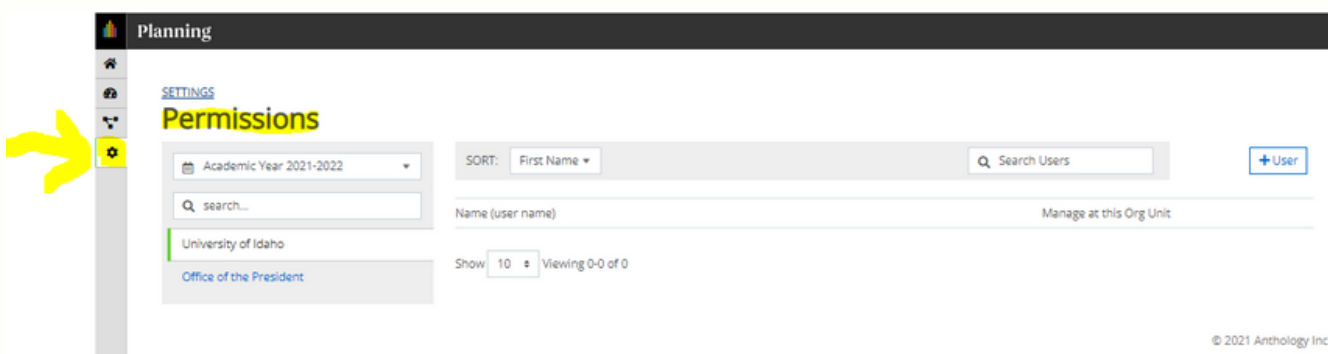 Planning
SETTINGS
Permissions
Academic Year 2021-2022
search...
University of Idaho
Office of the President
SORT: First Name
Search Users
+User
Name (user name) Manage at this Org Unit
Show 10 Viewing 0-0 of 0
© 2021 Anthology Inc